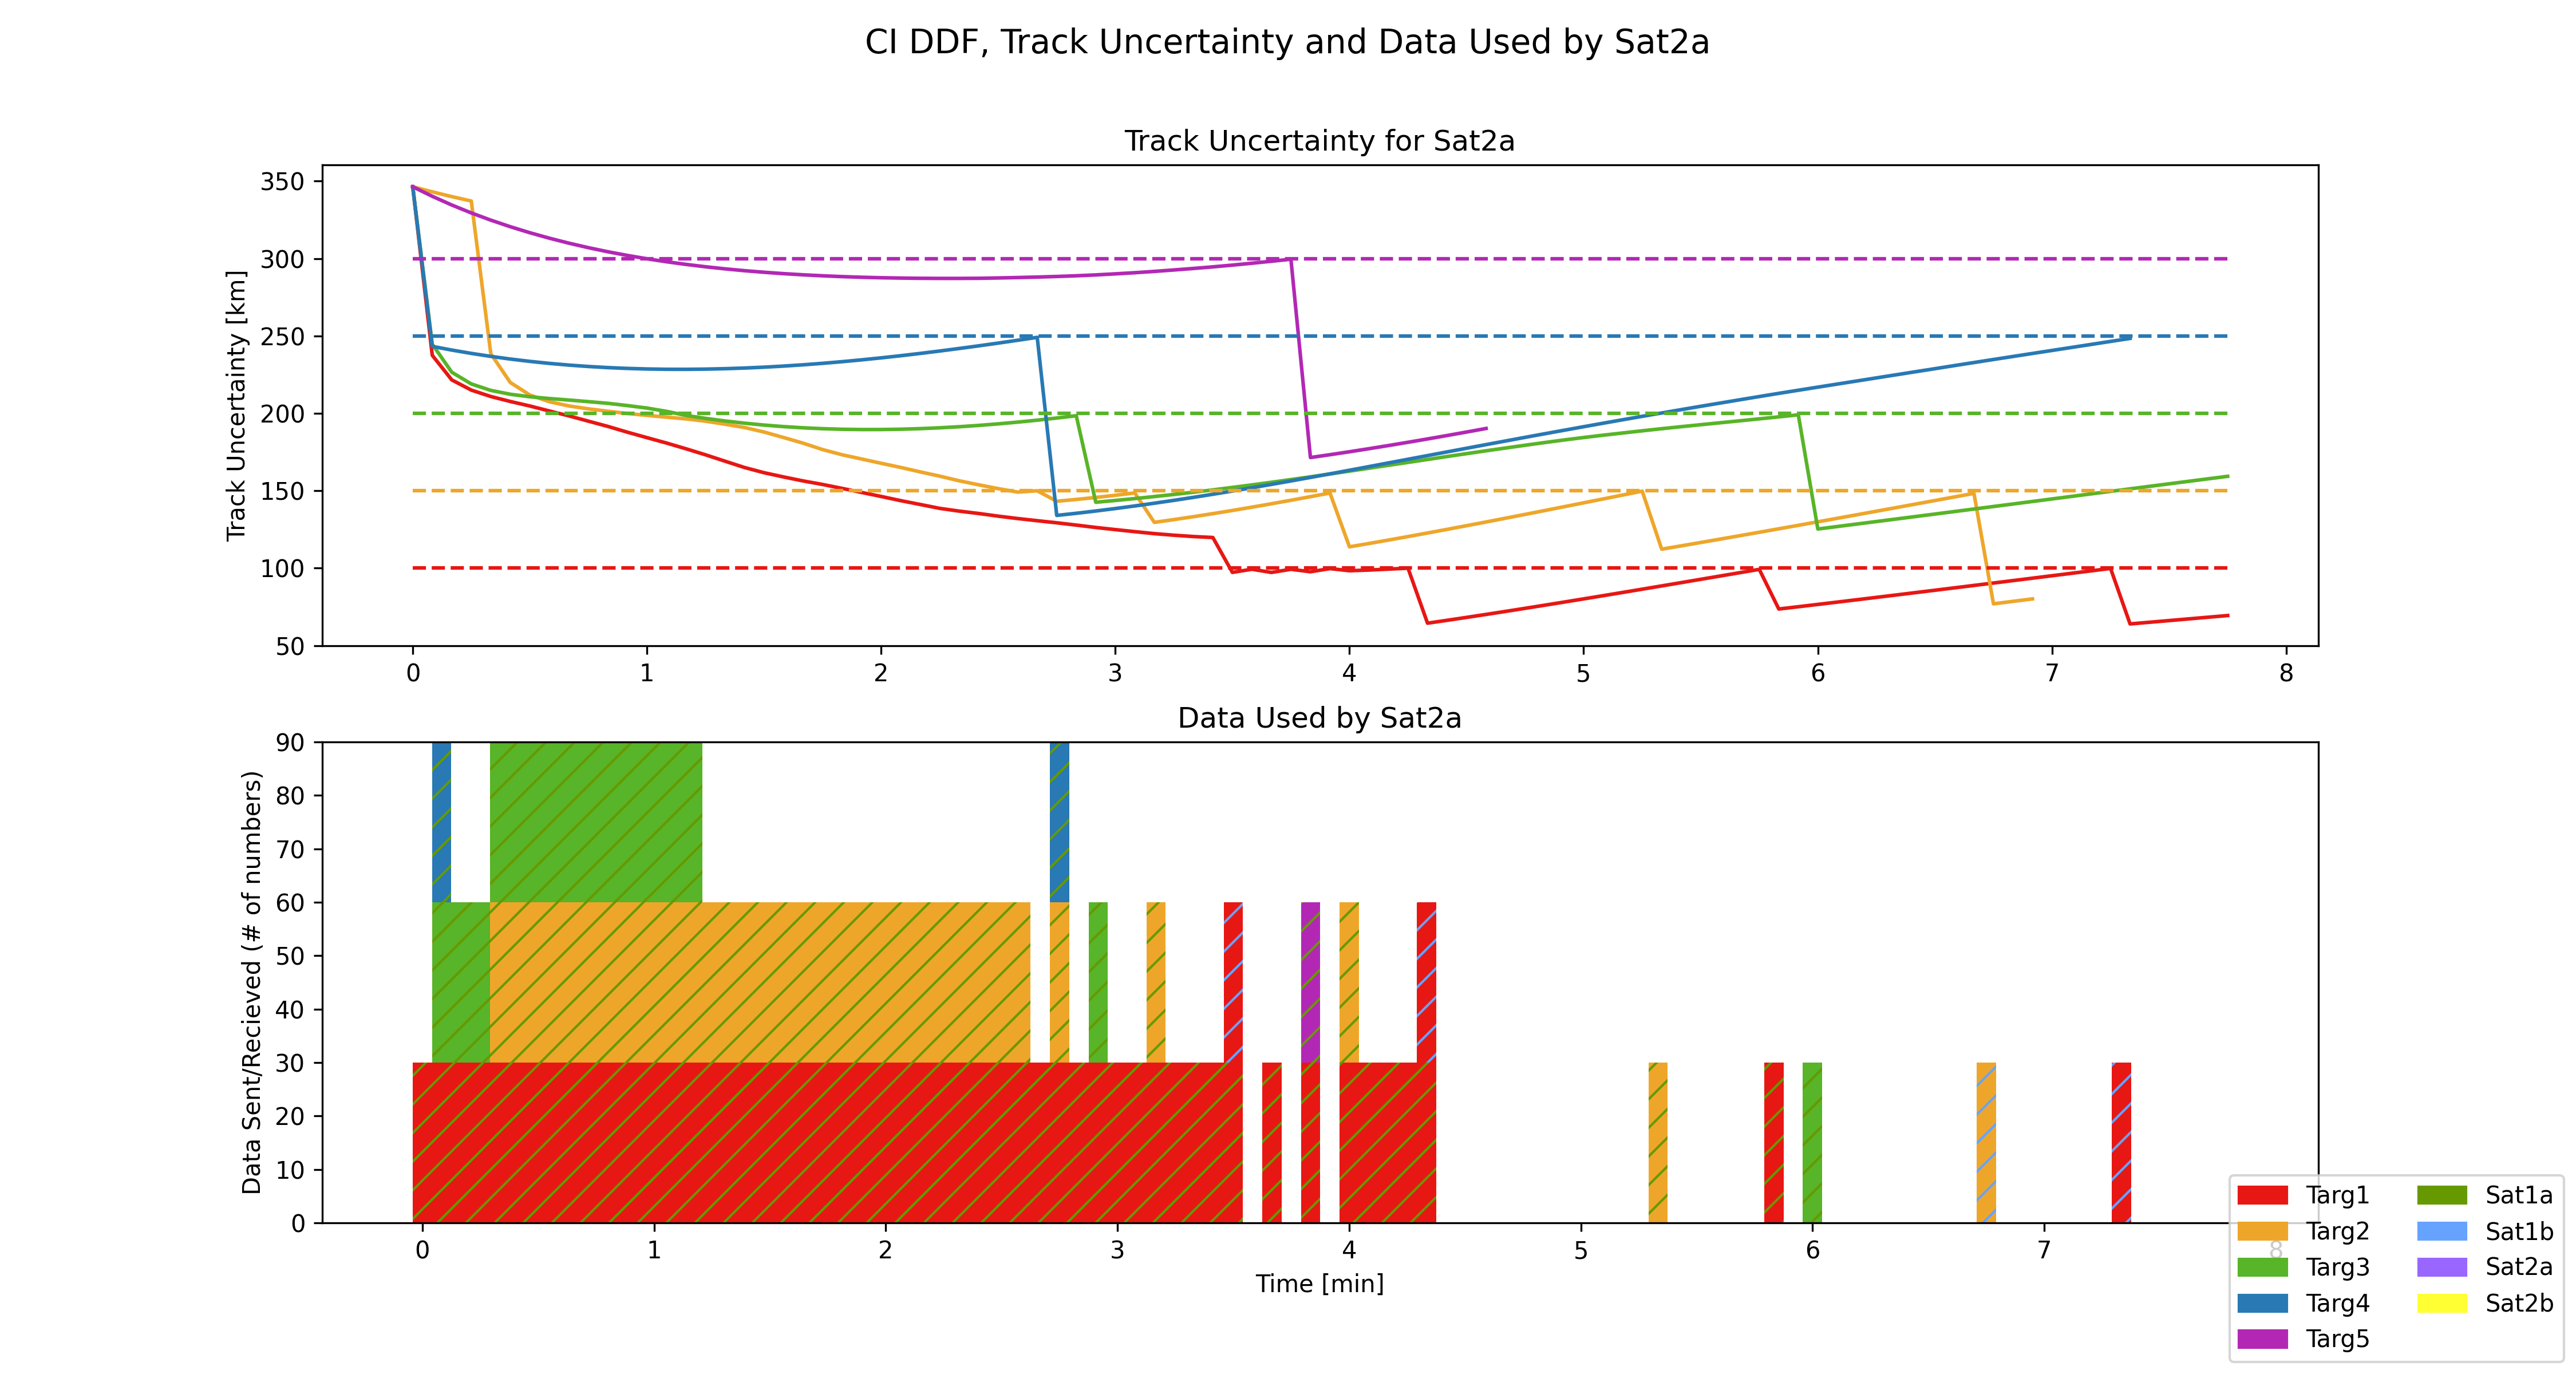 CI DDF, Track Uncertainty and Data Used by Sat2a
Track Uncertainty for Sat2a
Track Uncertainty [km]
350
300
250
200
150
100
50
0 1 2 3 4 5 6 7 8
Data Used by Sat2a
Data Sent/Recieved (# of numbers)
90
80
70
60
50
40
30
20
10
0
0 1 2 3 4 5 6 7 8
Time [min]
Targ1 Sat1a
Targ2 Sat1b
Targ3 Sat2a
Targ4 Sat2b
Targ5